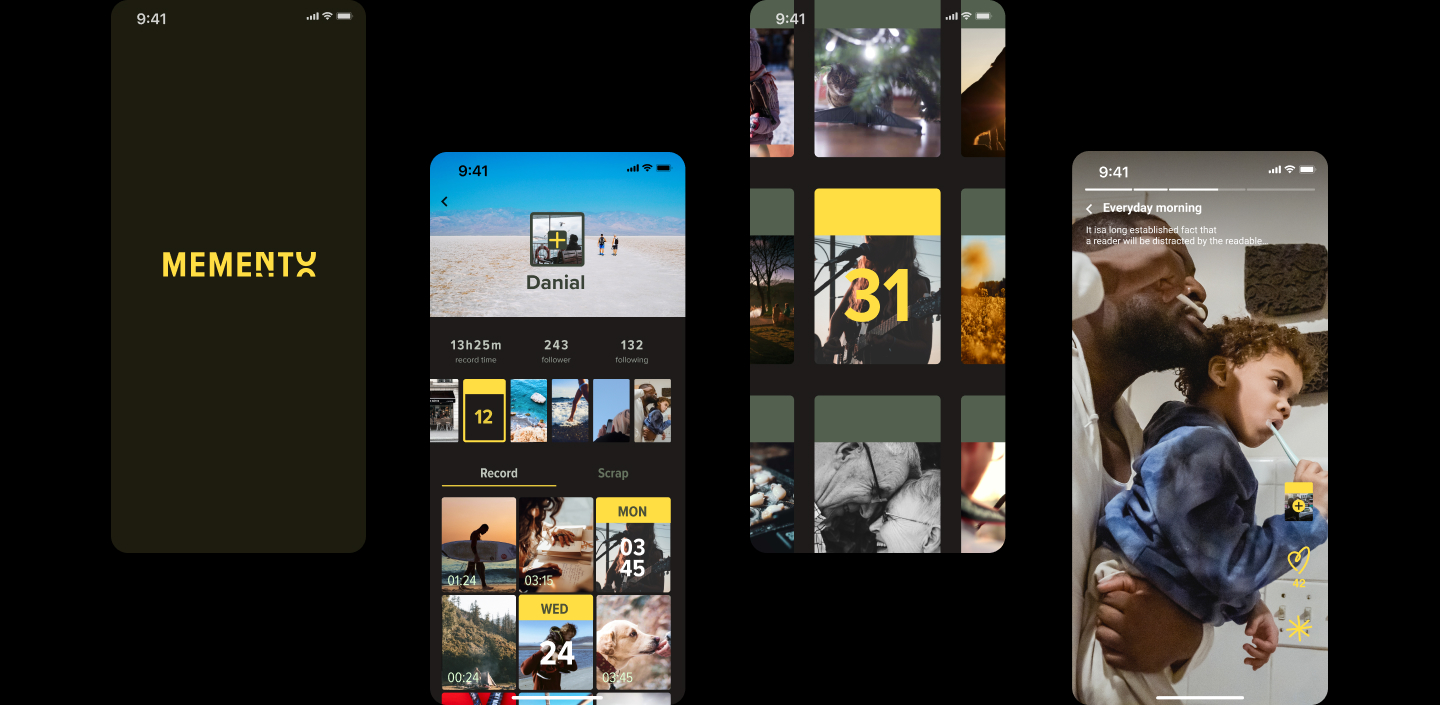 9:41
MEMENTO
9:41
Danial
13h25m
243
132
record time
follower
following
12
Record
Scrap
01:24
03:15
MON
03
45
00:24
WED
24
03:45
9:41
31
9:41
Everyday morning
It isa long established fact that
a reader will be distracted by the readable...
42